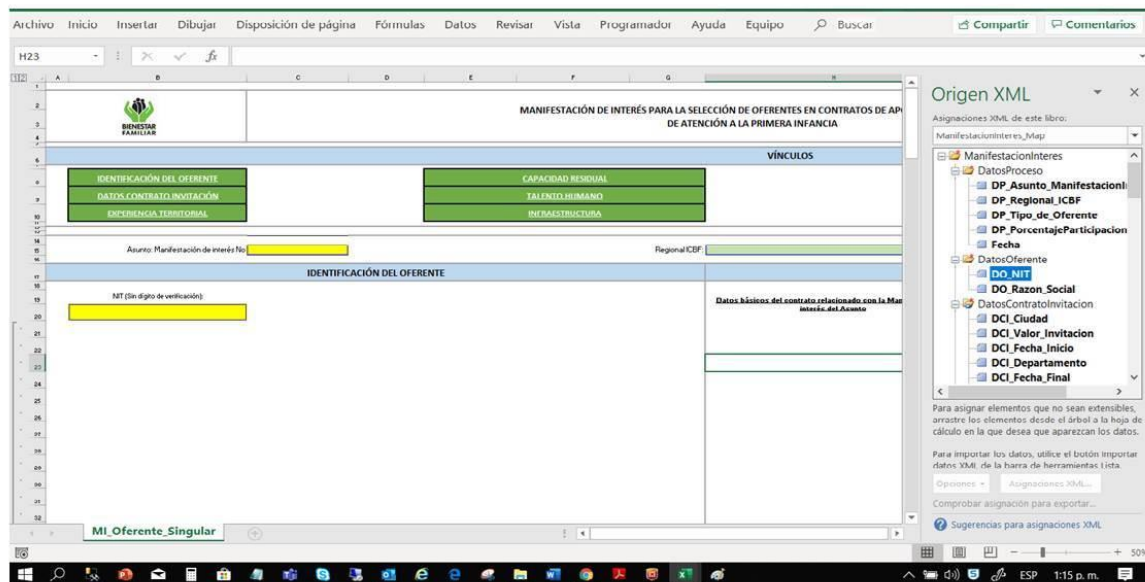 Archivo Inicio Insertar Dibujar Disposición de página Fórmulas Datos Revisar Vista Programador Ayuda Equipo Buscar Compartir Comentarios
H23 fx
A B C D E F G H
MANIFESTACIÓN DE INTERÉS PARA LA SELECCIÓN DE OFERENTES EN CONTRATOS DE AP
DE ATENCIÓN A LA PRIMERA INFANCIA
BIENESTAR
FAMILIAR
VÍNCULOS
IDENTIFICACIÓN DEL OFERENTE CAPACIDAD RESIDUAL
DATOS CONTRATO INVITACIÓN TALENTO HUMANO
EXPERIENCIA TERRITORIAL INFRAESTRUCTURA
Asunto: Manifestación de interés No Regional ICBF:
IDENTIFICACIÓN DEL OFERENTE
NIT (Sin dígito de verificación):
Datos básicos del contrato relacionado con la Man
interés del Asunto
MI_Oferente_Singular
Origen XML
Asignaciones XML de este libro:
ManifestacionInteres_Map
ManifestacionInteres
DatosProceso
DP_Asunto_ManifestacionI
DP_Regional_ICBF
DP_Tipo_de_Oferente
DP_PorcentajeParticipacion
Fecha
DatosOferente
DO_NIT
DO_Razon_Social
DatosContratoInvitacion
DCI_Ciudad
DCI_Valor_Invitacion
DCI_Fecha_Inicio
DCI_Departamento
DCI_Fecha_Final
Para asignar elementos que no sean extensibles,
arrastre los elementos desde el árbol a la hoja de
cálculo en la que desea que aparezcan los datos.
Para importar los datos, utilice el botón Importar
datos XML de la barra de herramientas Lista.
Opciones Asignaciones XML...
Comprobar asignación para exportar...
Sugerencias para asignaciones XML
50%
ESP 1:15 p. m.